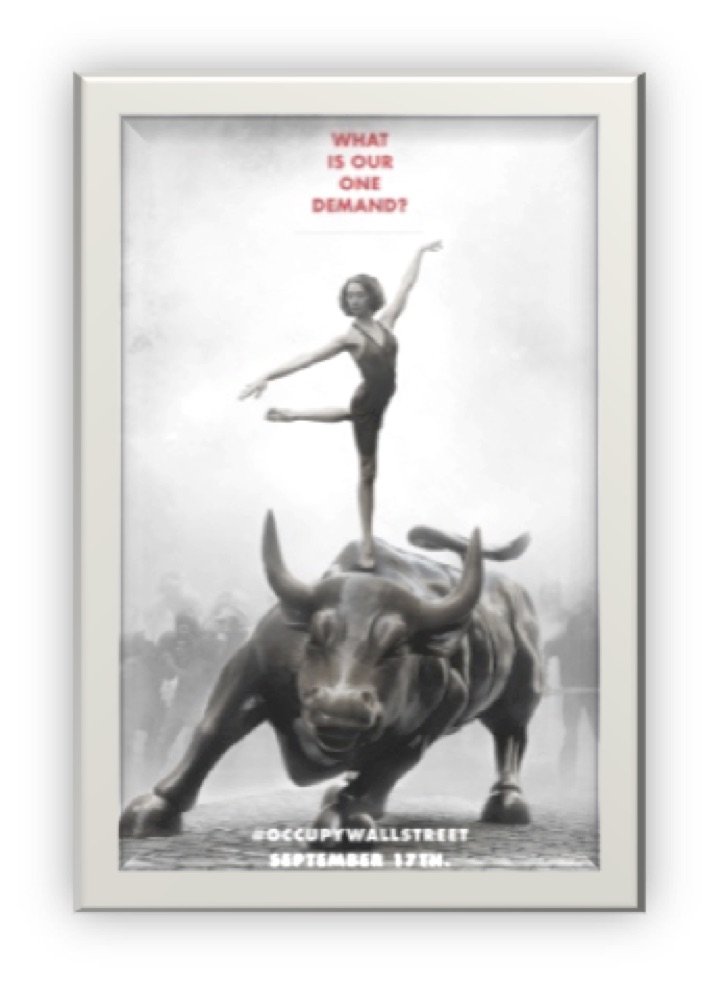 WHAT
IS OUR
ONE
DEMAND?
#OCCUPYWALLSTREET
SEPTEMBER 17TH.